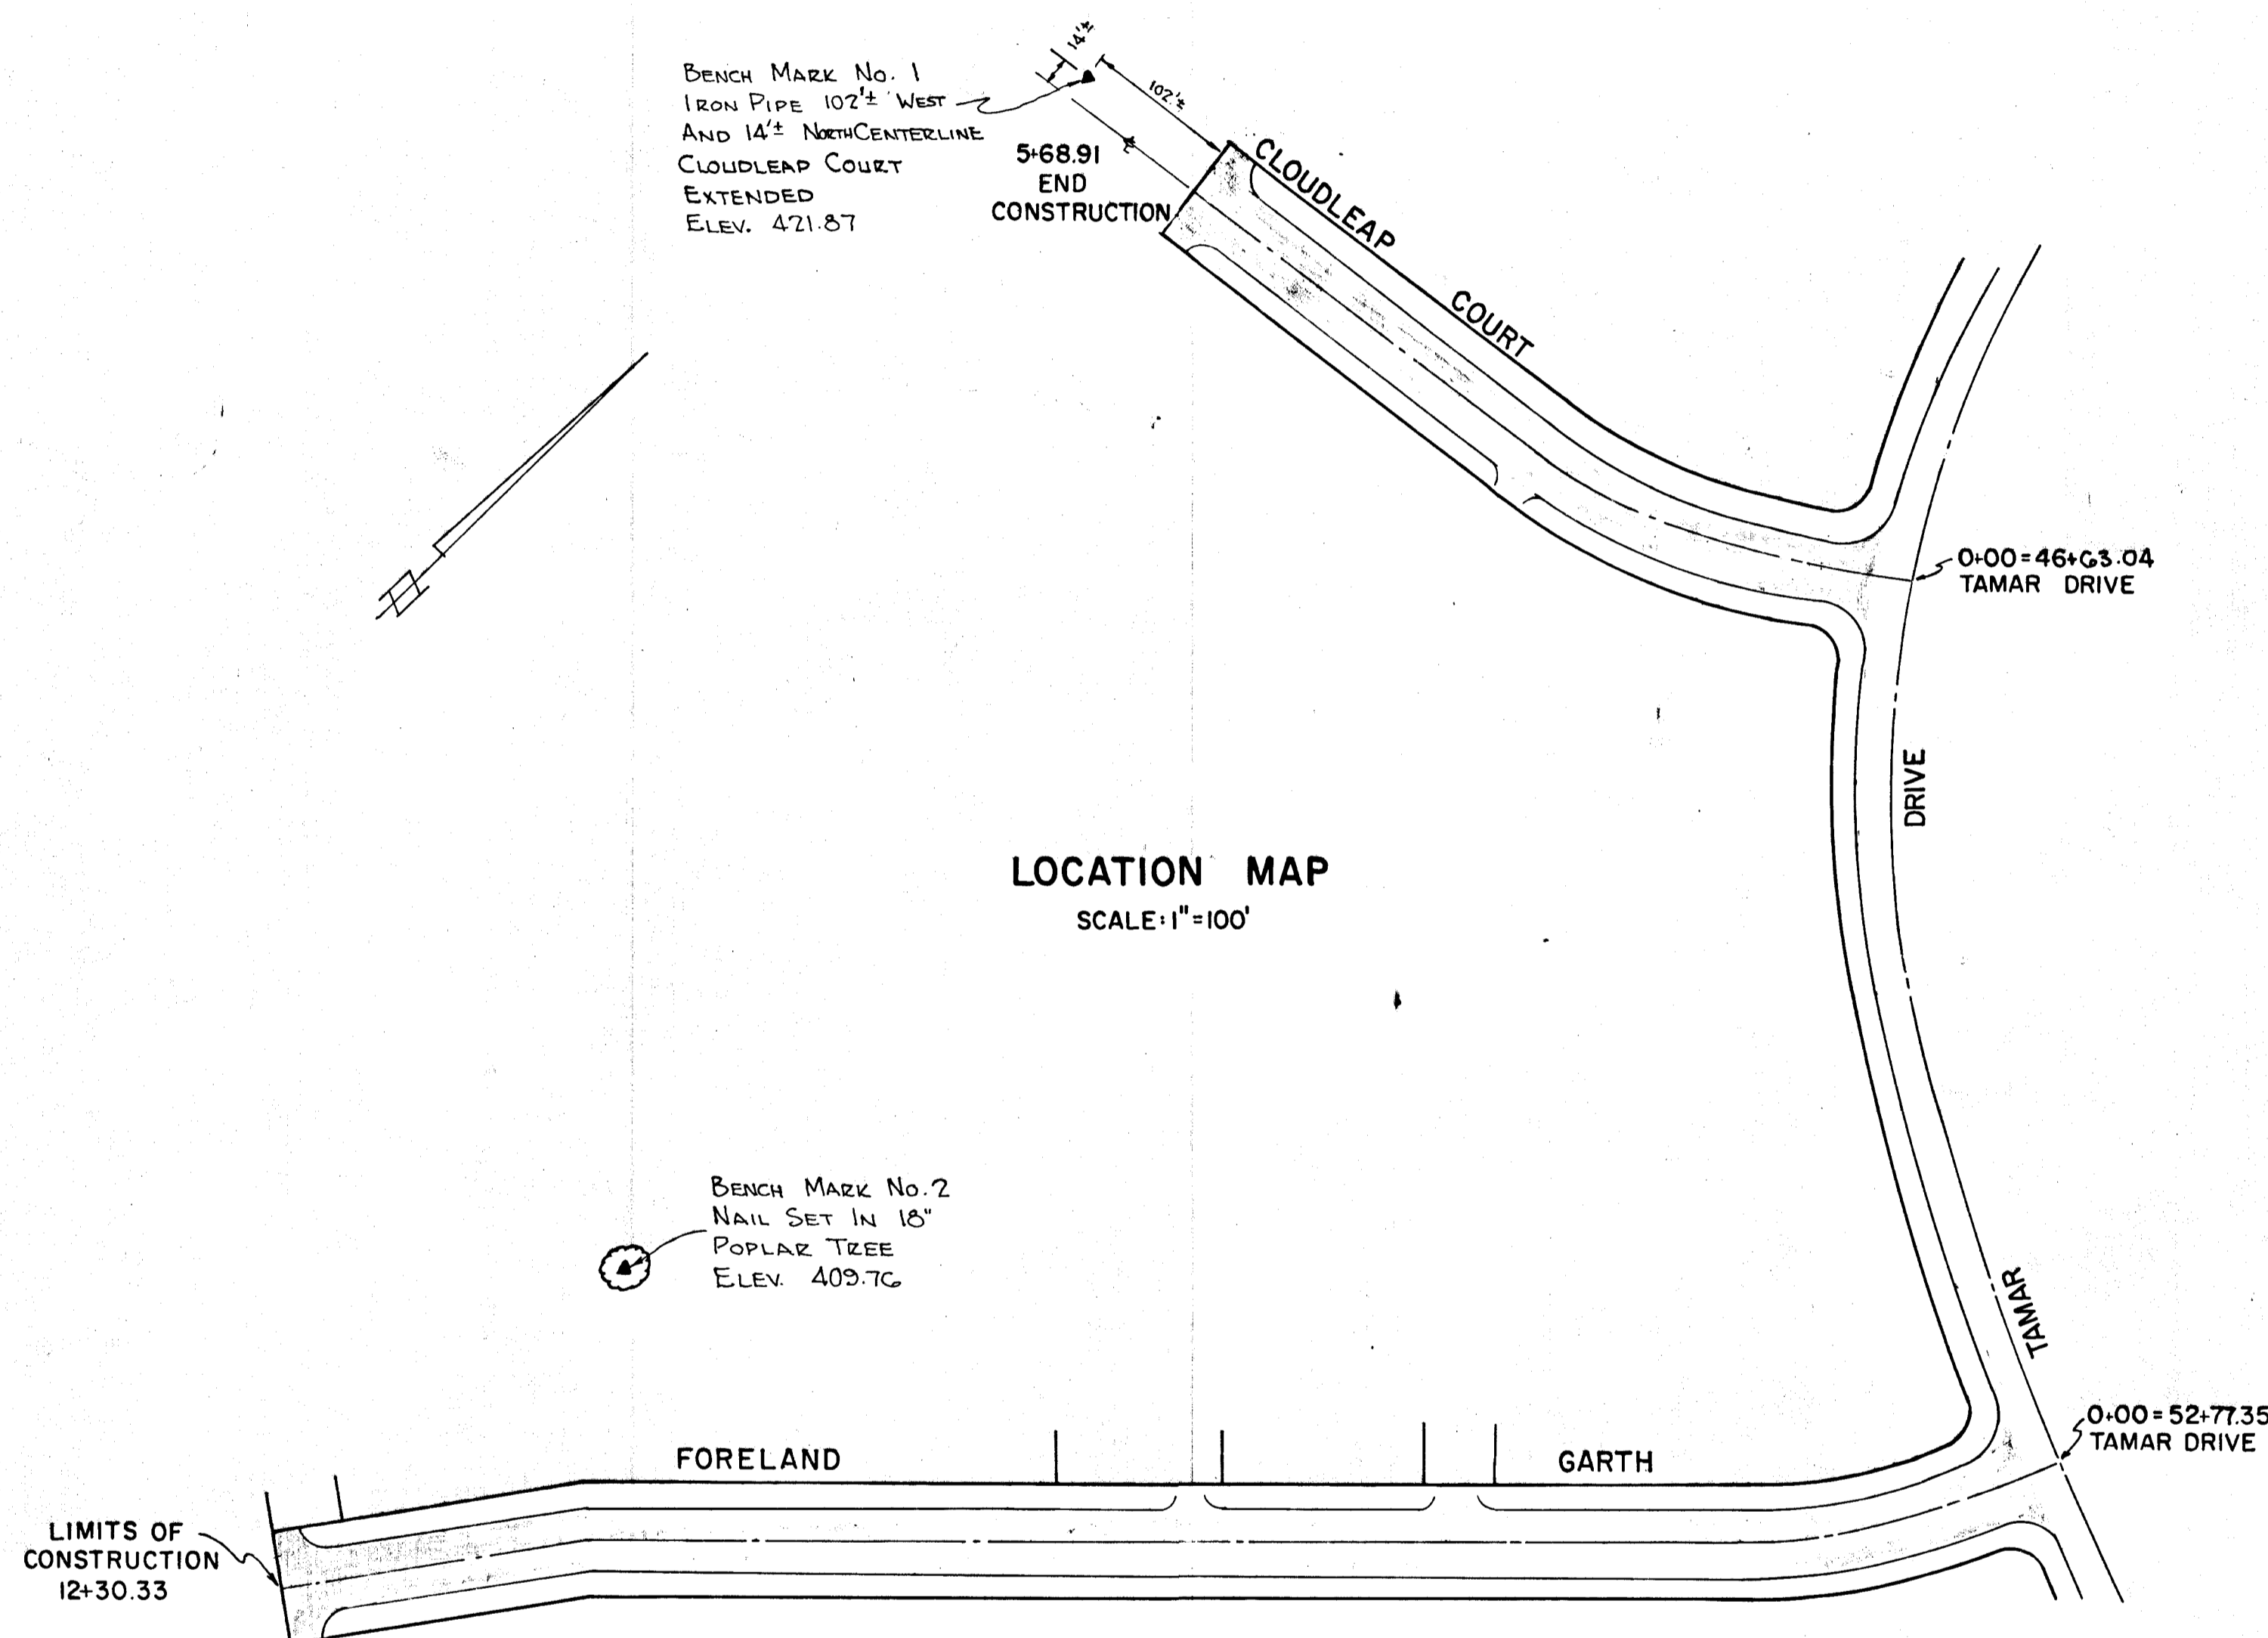 14'±
102'±
BENCH MARK No. 1
IRON PIPE 102'± WEST
AND 14'± NORTH CENTERLINE
CLOUDLEAP COURT
EXTENDED
ELEV. 421.87
5+68.91
END
CONSTRUCTION
CLOUDLEAP COURT
0+00=46+63.04
TAMAR DRIVE
DRIVE
LOCATION MAP
SCALE: 1"=100'
BENCH MARK No. 2
NAIL SET IN 18"
POPLAR TREE
ELEV. 409.76
TAMAR
0+00=52+77.35
TAMAR DRIVE
FORELAND GARTH
LIMITS OF
CONSTRUCTION
12+30.33